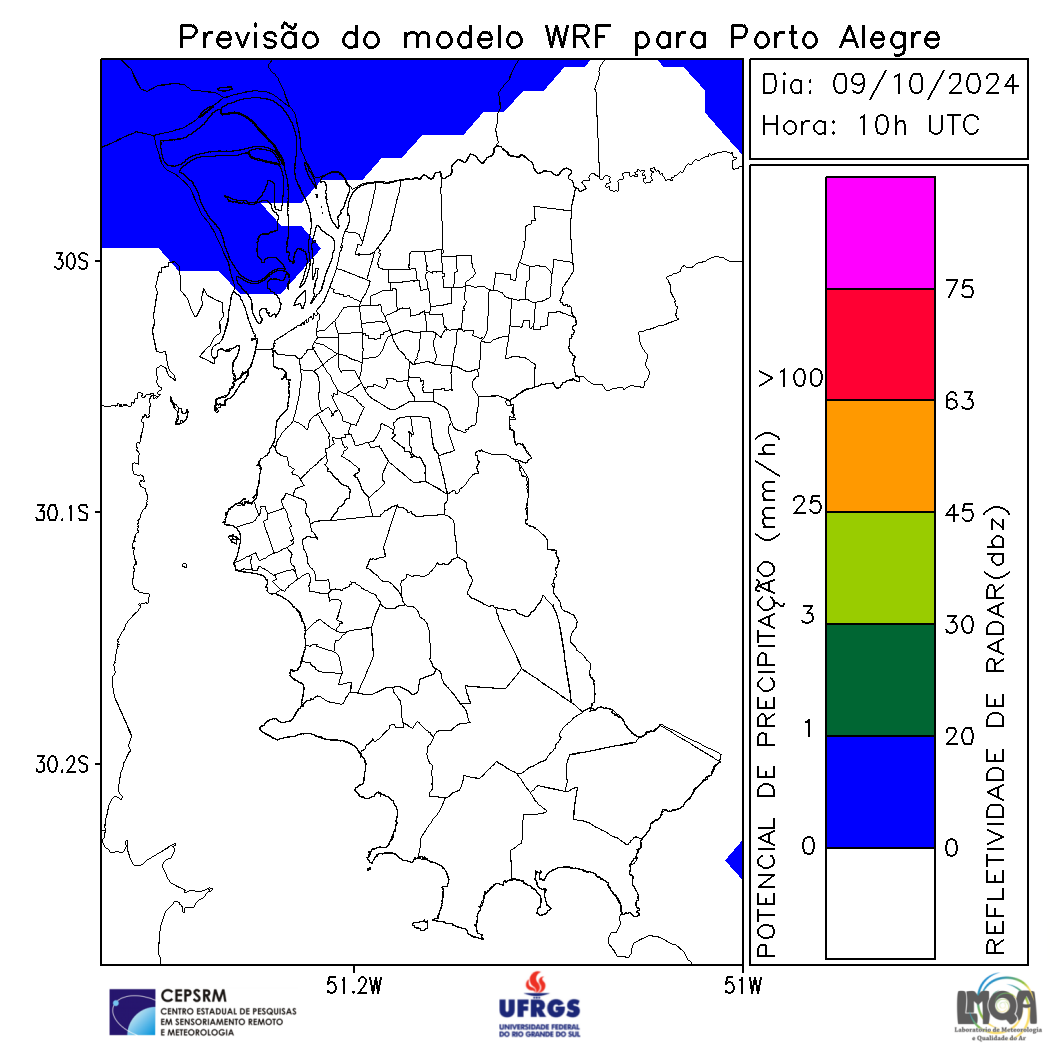 Previsão do modelo WRF para Porto Alegre
Dia: 09/10/2024
Hora: 10h UTC
30S
30.1S
30.2S
51.2W
51W
POTENCIAL DE PRECIPITAÇÃO (mm/h)
>100
25
3
1
0
75
63
45
30
20
0
REFLETIVIDADE DE RADAR(dbz)
CEPSRM
CENTRO ESTADUAL DE PESQUISAS
EM SENSORIAMENTO REMOTO
E METEOROLOGIA
UFRGS
UNIVERSIDADE FEDERAL
DO RIO GRANDE DO SUL
LMQA
Laboratório de Meteorologia
e Qualidade do Ar